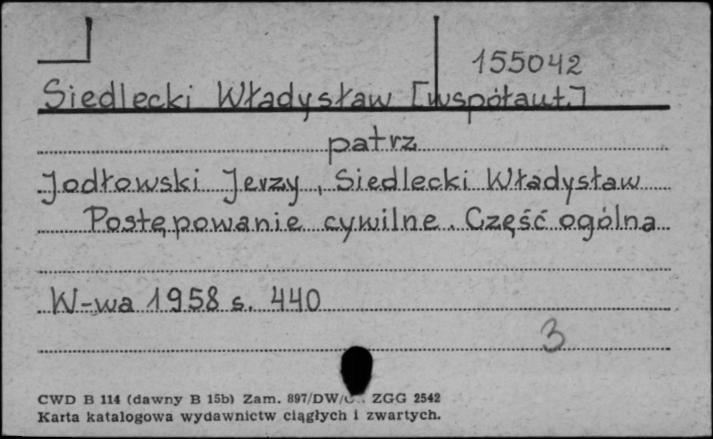 155042
Siedlecki Władysław [współaut.]
patrz
Jodłowski Jerzy, Siedlecki Władysław
Postępowanie cywilne. Część ogólna
W-wa 1958 s. 440
3
CWD B 114 (dawny B 15b) Zam. 897/DW/ ZGG 2542
Karta katalogowa wydawnictw ciągłych i zwartych.